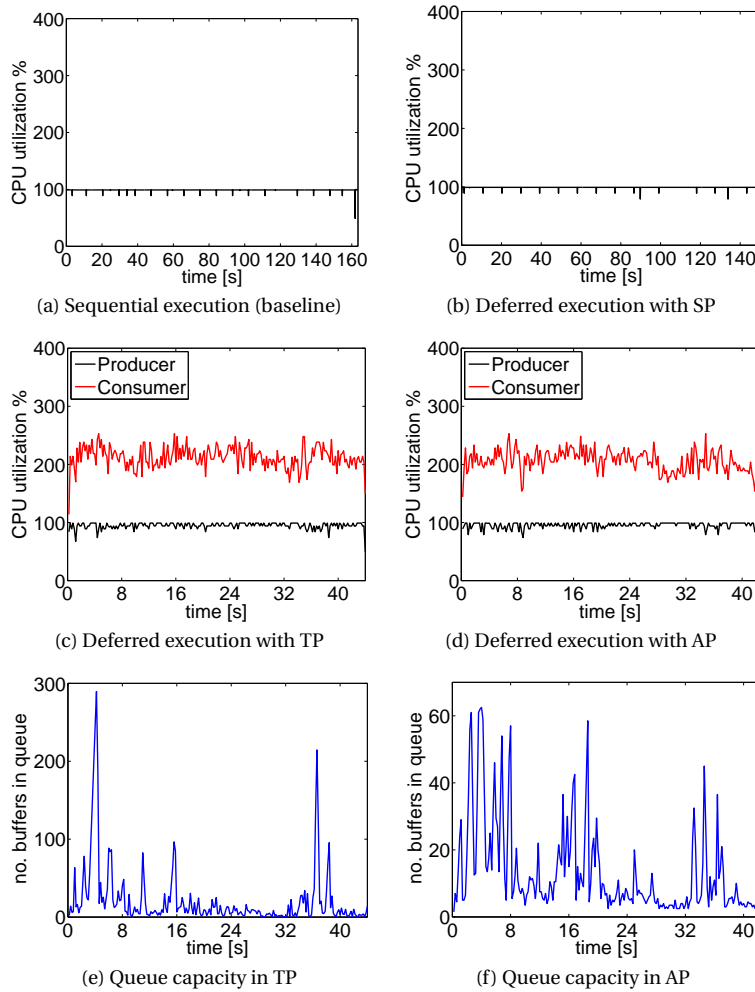 400
300
200
100
0
CPU utilization %
0 20 40 60 80 100 120 140 160
time [s]
(a) Sequential execution (baseline)
400
300
200
100
0
CPU utilization %
0 20 40 60 80 100 120 140
time [s]
(b) Deferred execution with SP
400
300
200
100
0
CPU utilization %
Producer
Consumer
0 8 16 24 32 40
time [s]
(c) Deferred execution with TP
400
300
200
100
0
CPU utilization %
Producer
Consumer
0 8 16 24 32 40
time [s]
(d) Deferred execution with AP
300
200
100
0
no. buffers in queue
0 8 16 24 32 40
time [s]
(e) Queue capacity in TP
60
40
20
0
no. buffers in queue
0 8 16 24 32 40
time [s]
(f) Queue capacity in AP